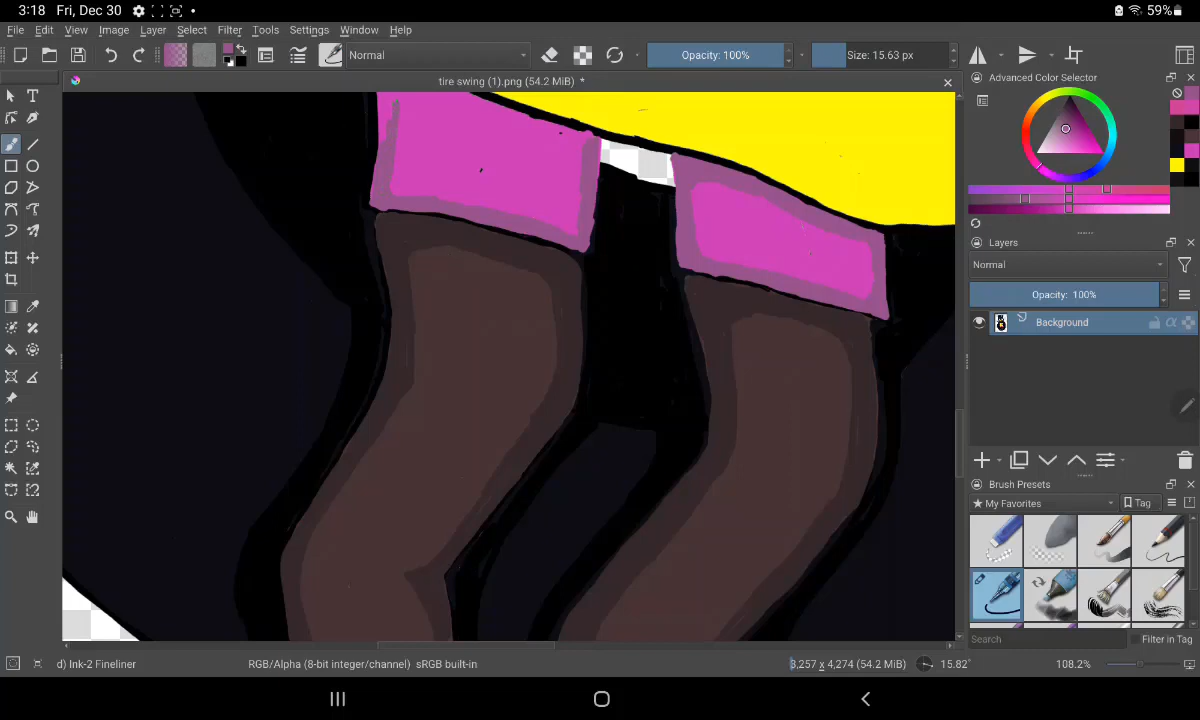 3:18 Fri, Dec 30 59%
File Edit View Image Layer Select Filter Tools Settings Window Help
Normal Opacity: 100% Size: 15.63 px
tire swing (1).png (54.2 MiB) *
Advanced Color Selector
Layers
Normal
Opacity: 100%
Background
Brush Presets
My Favorites Tag
Search Filter in Tag
d) Ink-2 Fineliner RGB/Alpha (8-bit integer/channel) sRGB built-in 3,257 x 4,274 (54.2 MiB) 15.82° 108.2%